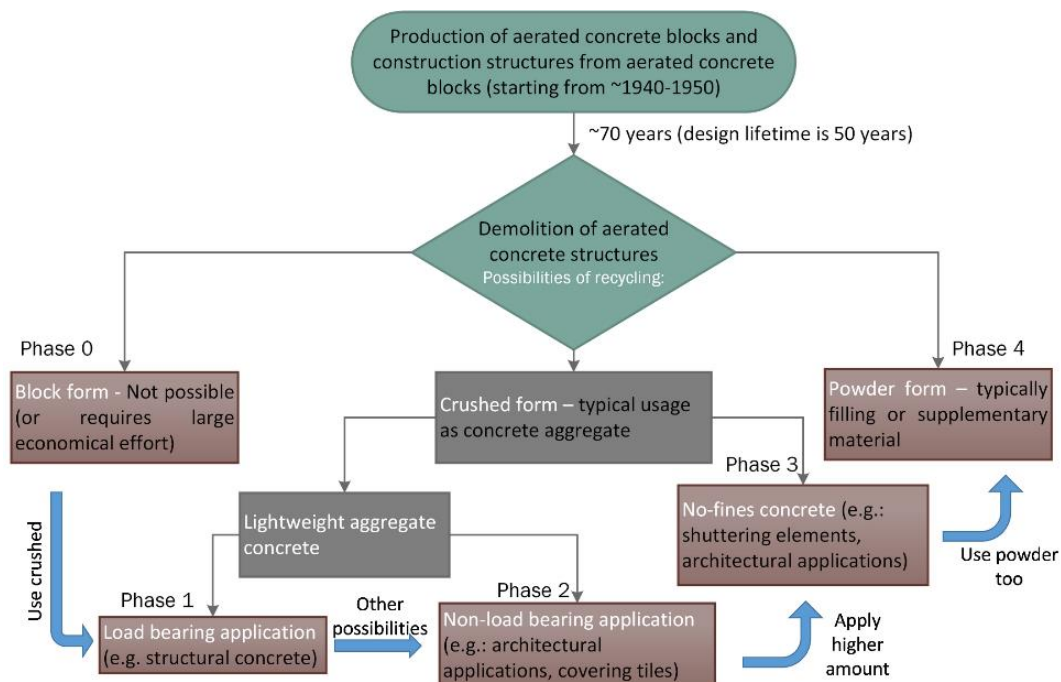 Production of aerated concrete blocks and
construction structures from aerated concrete
blocks (starting from ~1940-1950)
~70 years (design lifetime is 50 years)
Demolition of aerated
concrete structures
Possibilities of recycling:
Phase 0
Block form - Not possible
(or requires large
economical effort)
Crushed form – typical usage
as concrete aggregate
Phase 4
Powder form – typically
filling or supplementary
material
Use crushed
Lightweight aggregate
concrete
Phase 3
No-fines concrete (e.g.:
shuttering elements,
architectural applications)
Use powder
too
Phase 1
Load bearing application
(e.g. structural concrete)
Other
possibilities
Phase 2
Non-load bearing application
(e.g.: architectural
applications, covering tiles)
Apply
higher
amount